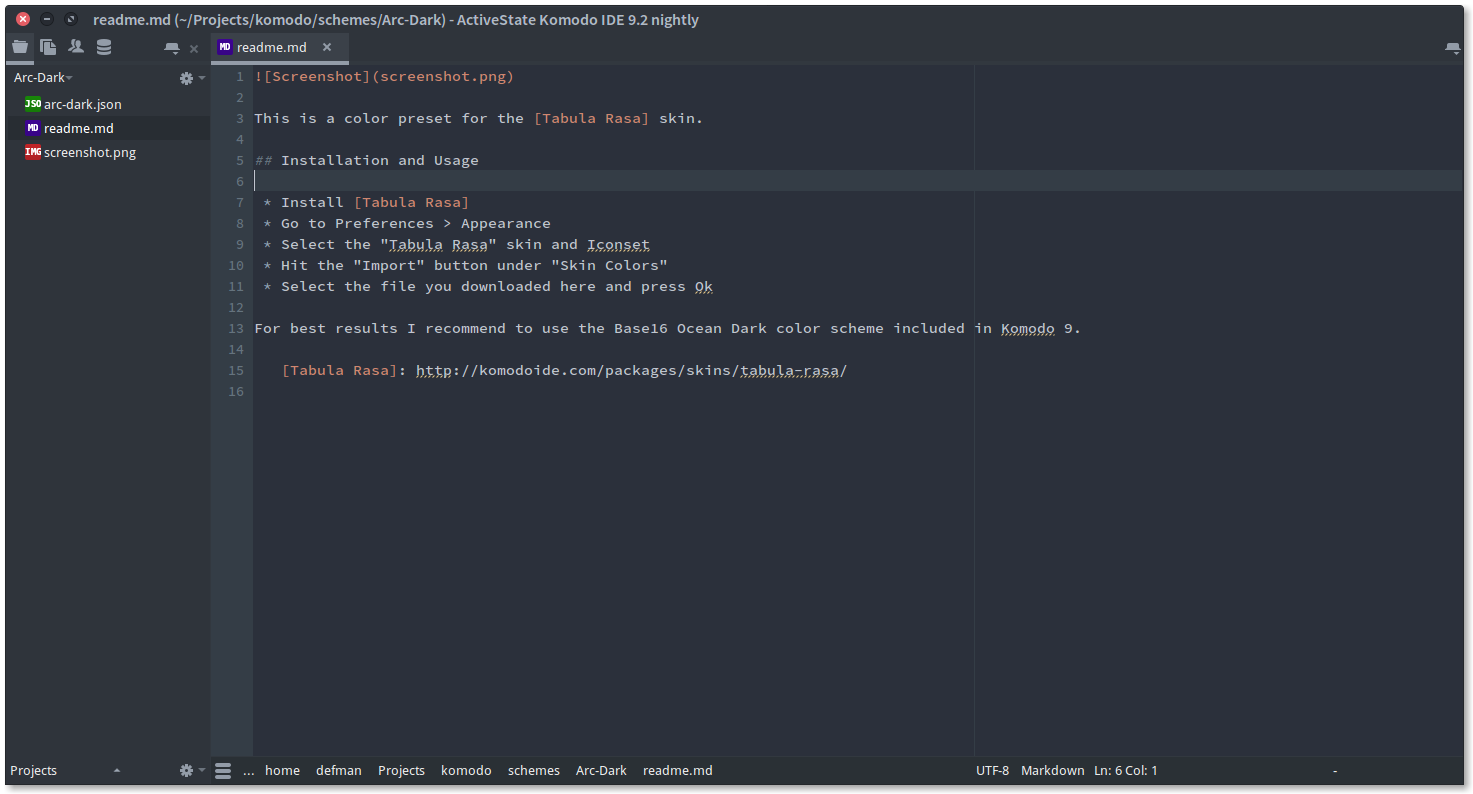 readme.md (~/Projects/komodo/schemes/Arc-Dark) - ActiveState Komodo IDE 9.2 nightly
MD readme.md
Arc-Dark
JSO arc-dark.json
MD readme.md
IMG screenshot.png
1 ![Screenshot](screenshot.png)
2
3 This is a color preset for the [Tabula Rasa] skin.
4
5 ## Installation and Usage
6
7 * Install [Tabula Rasa]
8 * Go to Preferences > Appearance
9 * Select the "Tabula Rasa" skin and Iconset
10 * Hit the "Import" button under "Skin Colors"
11 * Select the file you downloaded here and press Ok
12
13 For best results I recommend to use the Base16 Ocean Dark color scheme included in Komodo 9.
14
15 [Tabula Rasa]: http://komodoide.com/packages/skins/tabula-rasa/
16
Projects
... home defman Projects komodo schemes Arc-Dark readme.md UTF-8 Markdown Ln: 6 Col: 1 -